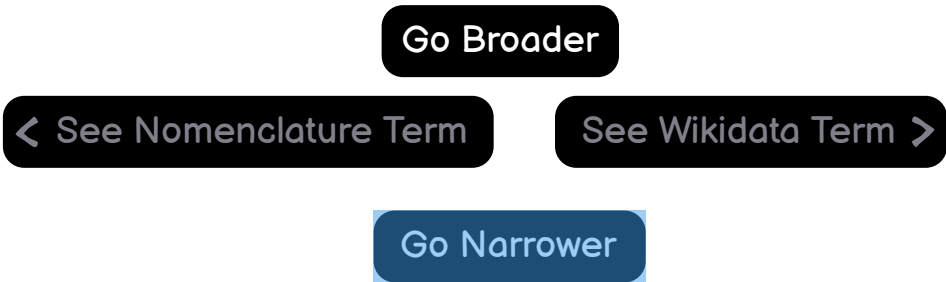 Go Broader
< See Nomenclature Term
See Wikidata Term >
Go Narrower